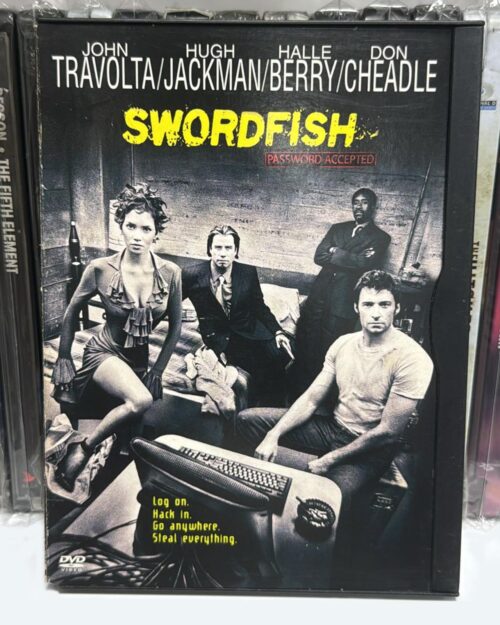 JOHN HUGH HALLE DON
TRAVOLTA/JACKMAN/BERRY/CHEADLE
SWORDFISH
PASSWORD ACCEPTED
Log on.
Hack in.
Go anywhere.
Steal everything.
DVD
VIDEO
THE FIFTH ELEMENT